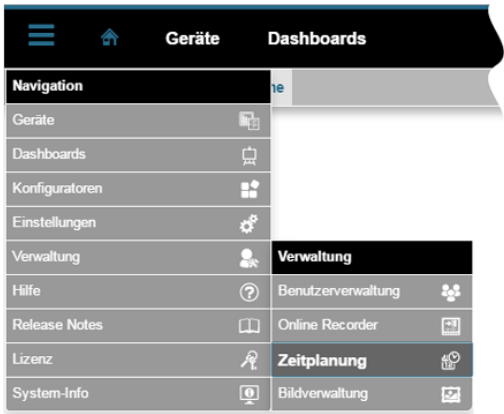 Geräte Dashboards
Navigation
ne
Geräte
Dashboards
Konfiguratoren
Einstellungen
Verwaltung
Verwaltung
Hilfe
Benutzerverwaltung
Release Notes
Online Recorder
Lizenz
Zeitplanung
System-Info
Bildverwaltung